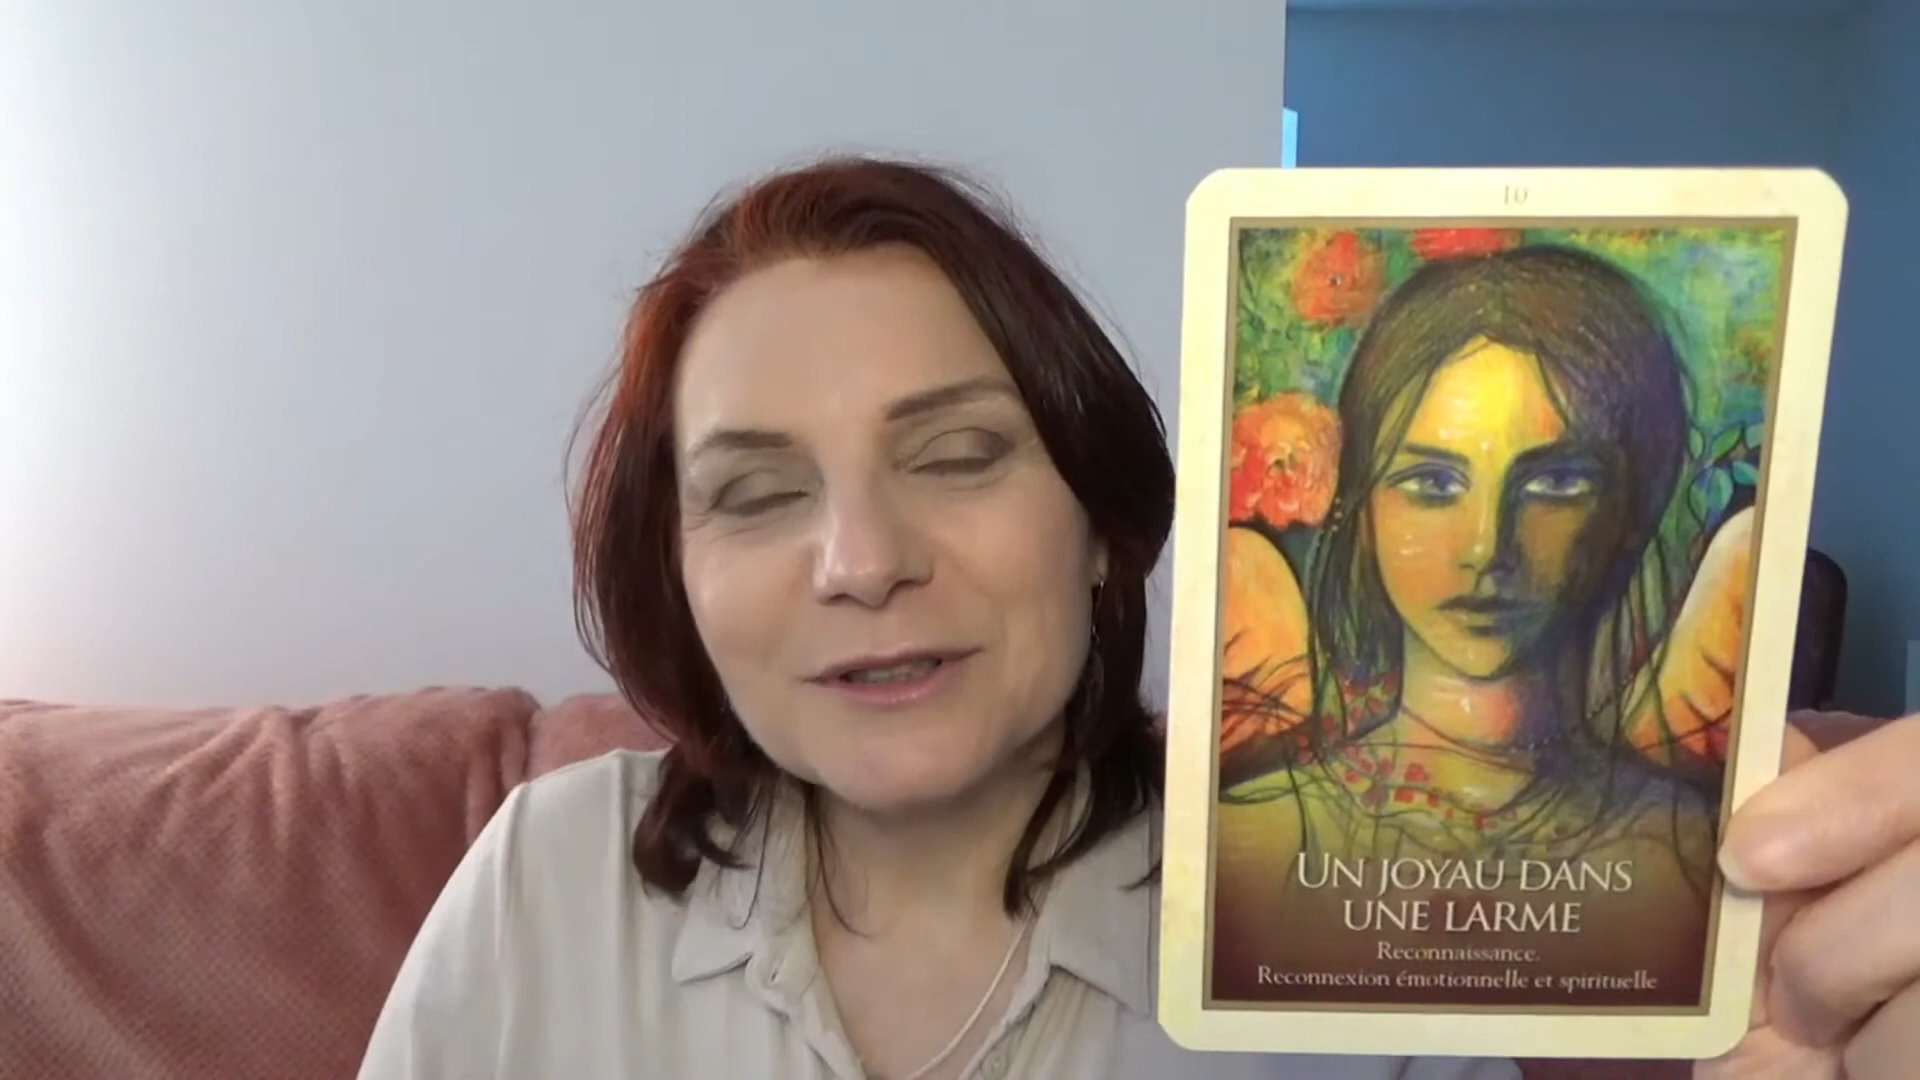 10
UN JOYAU DANS
UNE LARME
Reconnaissance.
Reconnexion émotionnelle et spirituelle